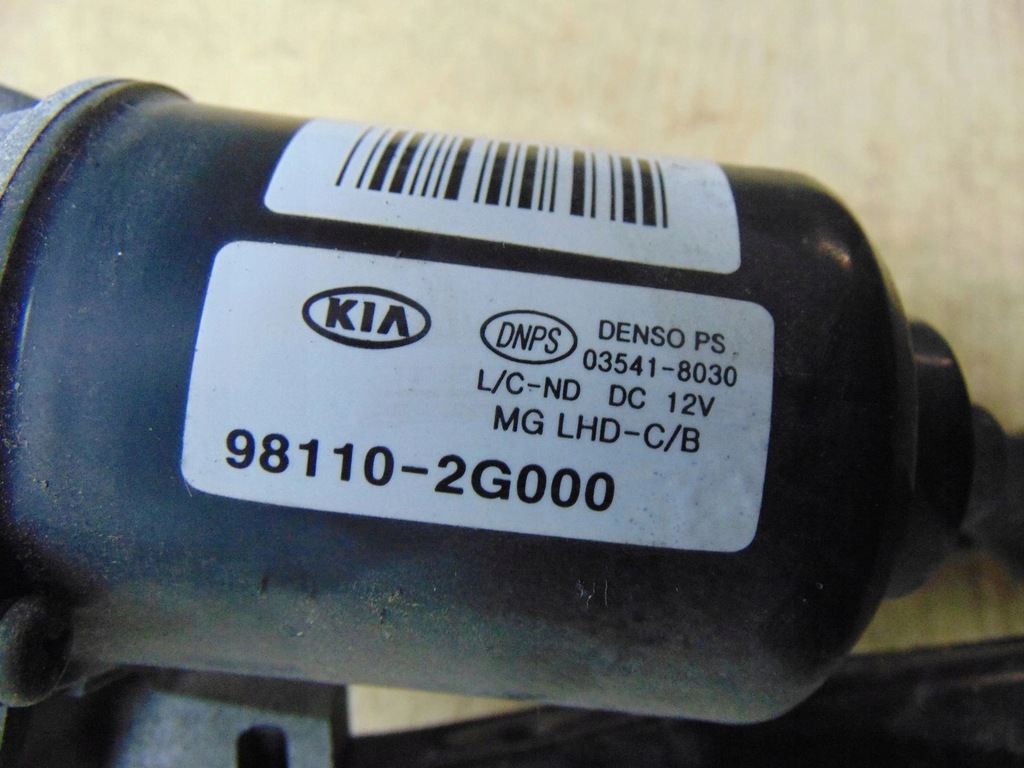 KIA
DNPS DENSO PS
03541-8030
L/C-ND DC 12V
MG LHD-C/B
98110-2G000